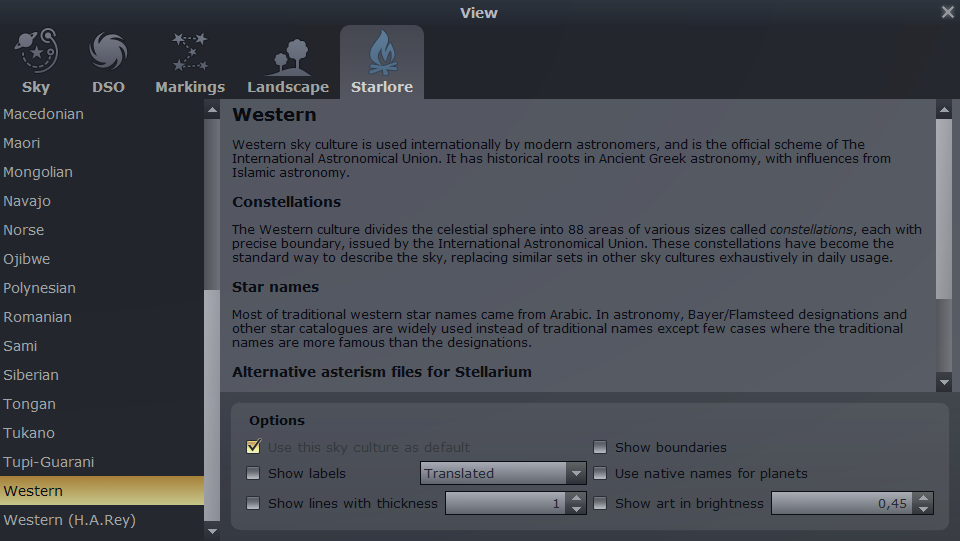 View
Sky
DSO
Markings
Landscape
Starlore
Macedonian
Maori
Mongolian
Navajo
Norse
Ojibwe
Polynesian
Romanian
Sami
Siberian
Tongan
Tukano
Tupi-Guarani
Western
Western (H.A.Rey)
Western
Western sky culture is used internationally by modern astronomers, and is the official scheme of The
International Astronomical Union. It has historical roots in Ancient Greek astronomy, with influences from
Islamic astronomy.
Constellations
The Western culture divides the celestial sphere into 88 areas of various sizes called constellations, each with
precise boundary, issued by the International Astronomical Union. These constellations have become the
standard way to describe the sky, replacing similar sets in other sky cultures exhaustively in daily usage.
Star names
Most of traditional western star names came from Arabic. In astronomy, Bayer/Flamsteed designations and
other star catalogues are widely used instead of traditional names except few cases where the traditional
names are more famous than the designations.
Alternative asterism files for Stellarium
Options
Use this sky culture as default
Show boundaries
Show labels
Translated
Use native names for planets
Show lines with thickness
1
Show art in brightness
0,45